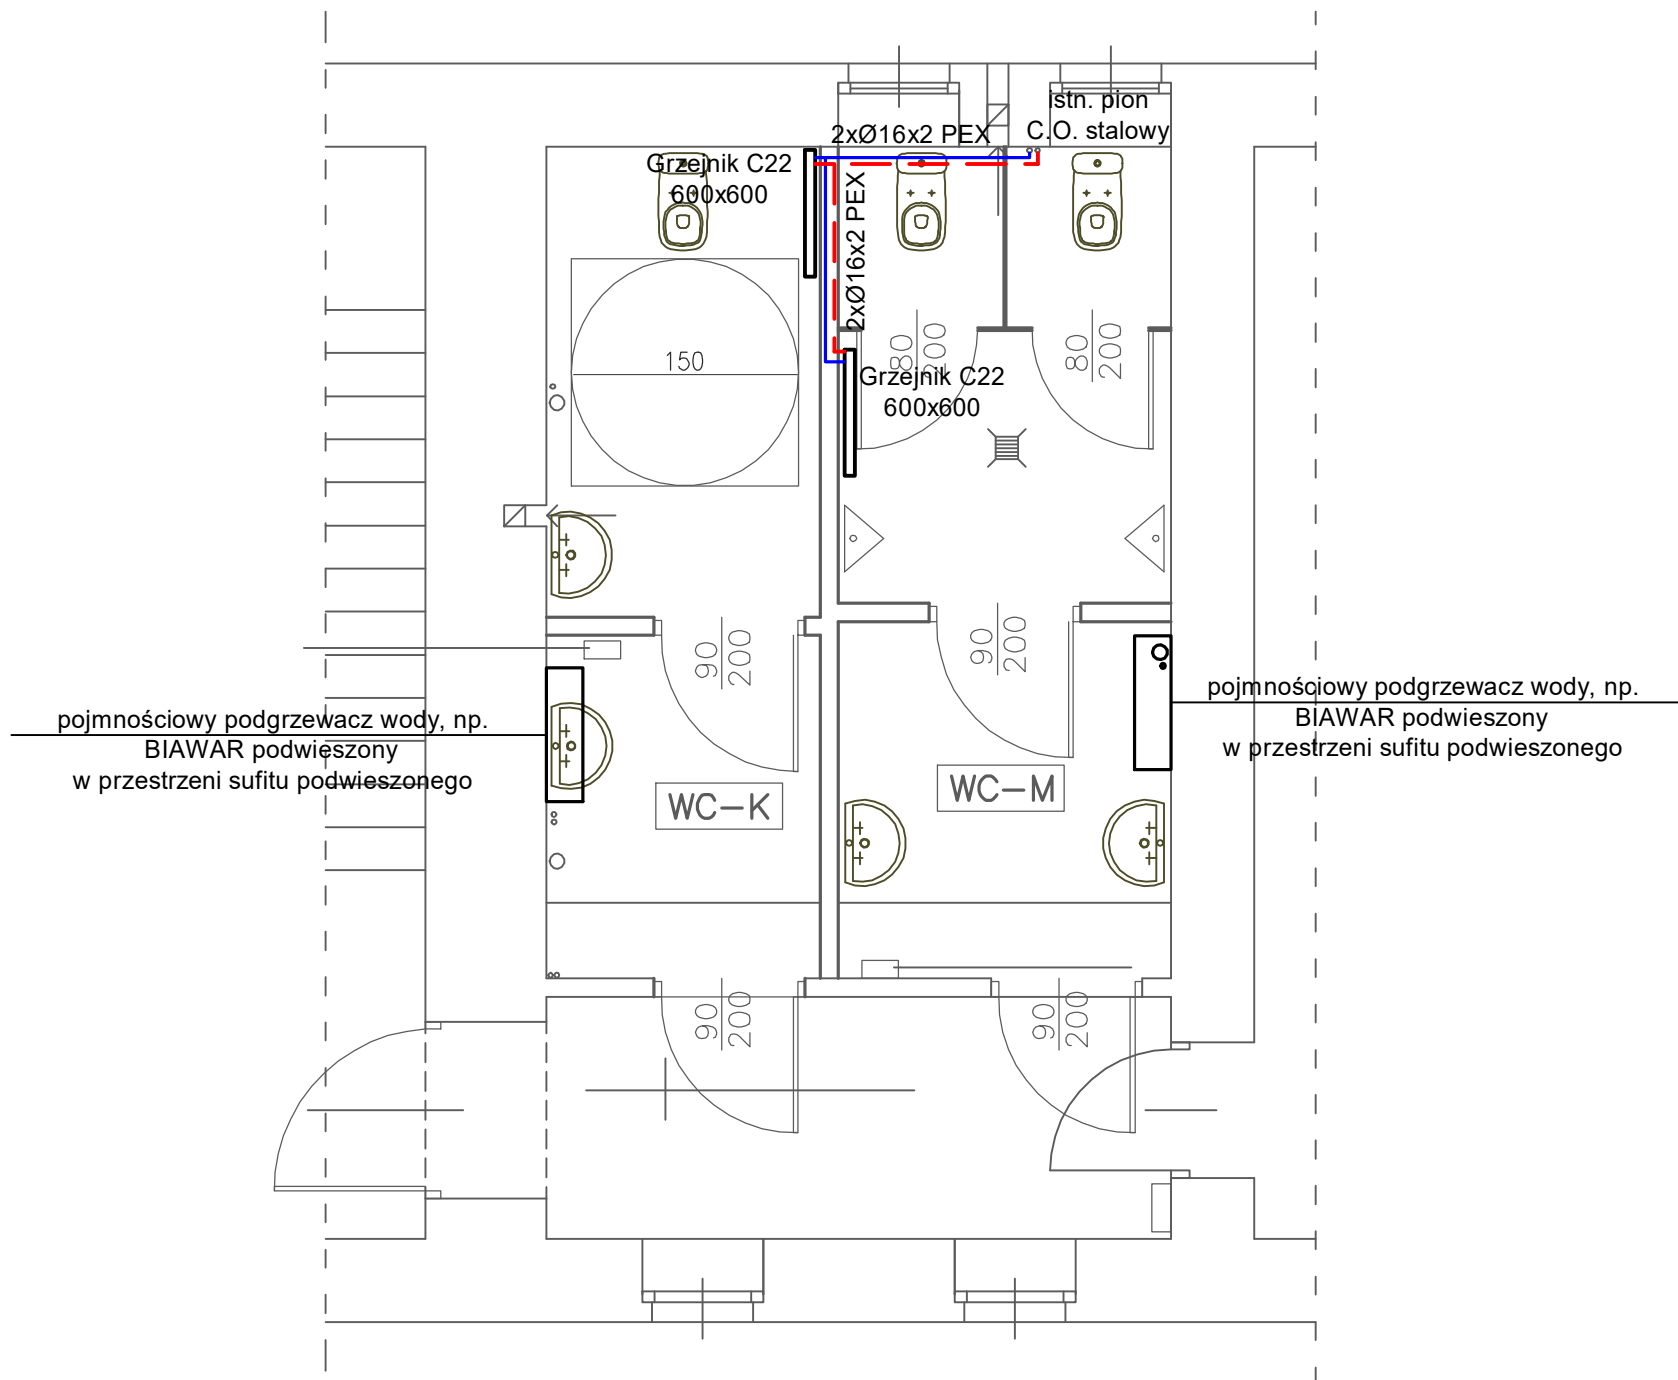 istn. pion
C.O. stalowy
2xØ16x2 PEX
Grzejnik C22
600x600
2xØ16x2 PEX
80
200
80
200
150
Grzejnik C22
600x600
90
200
90
200
pojmnościowy podgrzewacz wody, np.
BIAWAR podwieszony
w przestrzeni sufitu podwieszonego
pojmnościowy podgrzewacz wody, np.
BIAWAR podwieszony
w przestrzeni sufitu podwieszonego
WC-K
WC-M
90
200
90
200